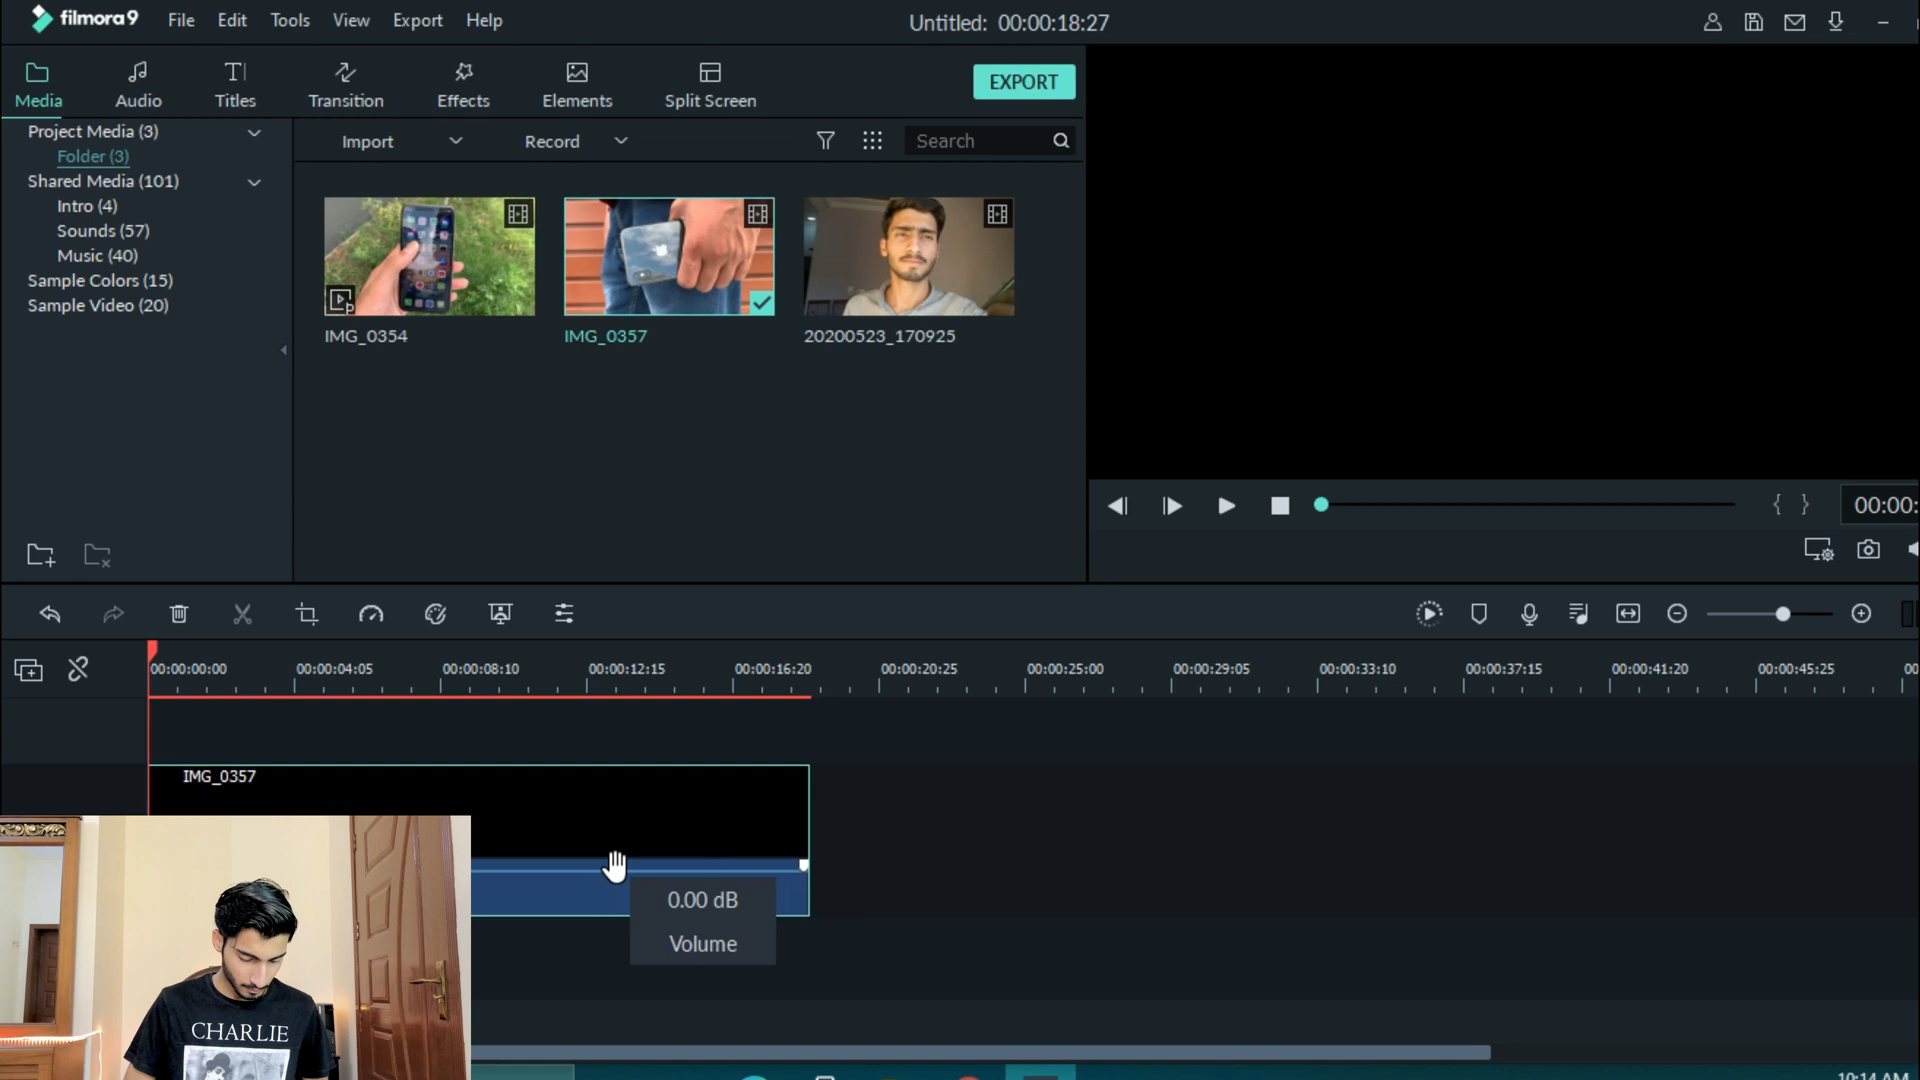 filmora9 File Edit Tools View Export Help Untitled: 00:00:18:27
Media Audio Titles Transition Effects Elements Split Screen EXPORT
Project Media (3) Import Record Search
Folder (3)
Shared Media (101)
Intro (4)
Sounds (57)
Music (40)
Sample Colors (15)
Sample Video (20)
IMG_0354 IMG_0357 20200523_170925
00:00:
00:00:00:00 00:00:04:05 00:00:08:10 00:00:12:15 00:00:16:20 00:00:20:25 00:00:25:00 00:00:29:05 00:00:33:10 00:00:37:15 00:00:41:20 00:00:45:25 00
IMG_0357
0.00 dB
Volume
CHARLIE
10:14 AM